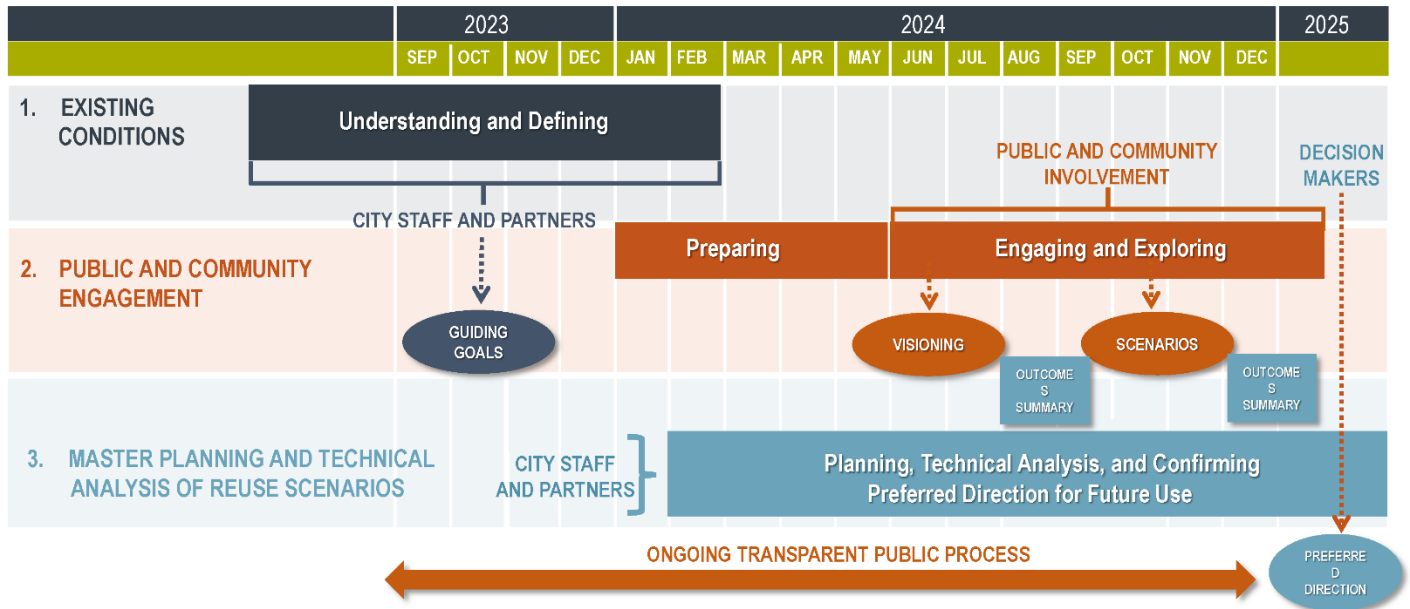 2023
2024
2025
SEP OCT NOV DEC JAN FEB MAR APR MAY JUN JUL AUG SEP OCT NOV DEC
1. EXISTING
CONDITIONS
Understanding and Defining
PUBLIC AND COMMUNITY
INVOLVEMENT
DECISION
MAKERS
CITY STAFF AND PARTNERS
2. PUBLIC AND COMMUNITY
ENGAGEMENT
Preparing
Engaging and Exploring
GUIDING
GOALS
VISIONING
SCENARIOS
OUTCOME
S
SUMMARY
OUTCOME
S
SUMMARY
3. MASTER PLANNING AND TECHNICAL
ANALYSIS OF REUSE SCENARIOS
CITY STAFF
AND PARTNERS
Planning, Technical Analysis, and Confirming
Preferred Direction for Future Use
ONGOING TRANSPARENT PUBLIC PROCESS
PREFERRE
D
DIRECTION